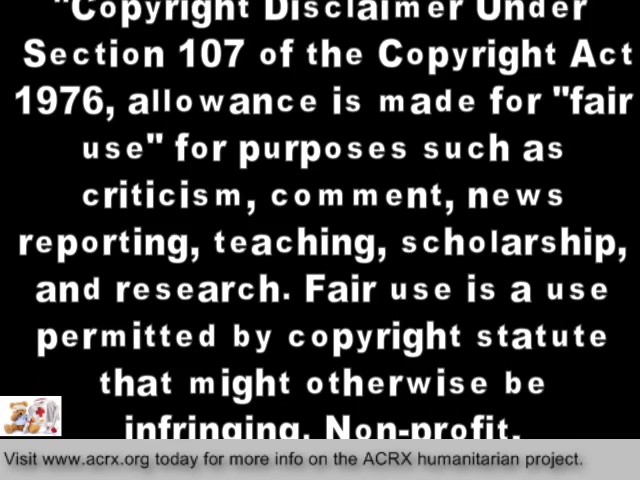 "Copyright Disclaimer Under
Section 107 of the Copyright Act
1976, allowance is made for "fair
use" for purposes such as
criticism, comment, news
reporting, teaching, scholarship,
and research. Fair use is a use
permitted by copyright statute
that might otherwise be
infringing. Non-profit,
Visit www.acrx.org today for more info on the ACRX humanitarian project.